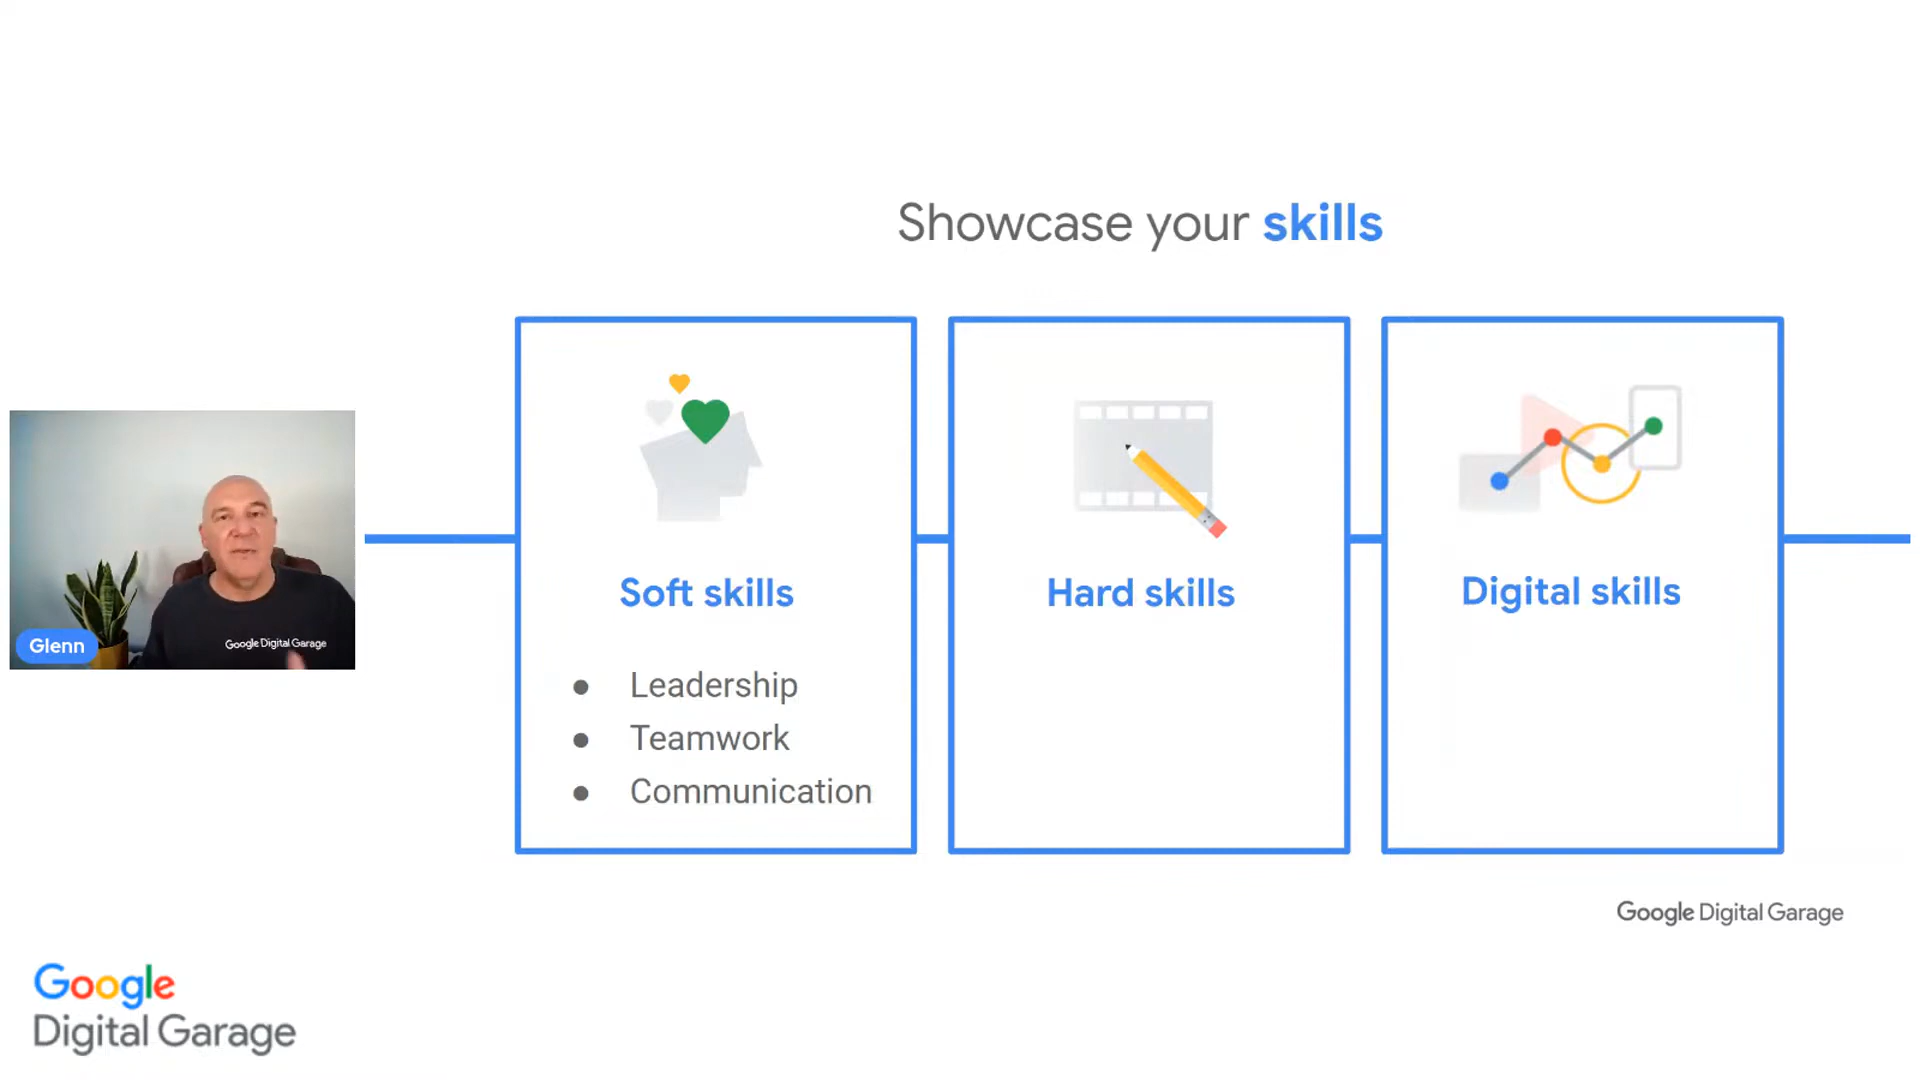 Showcase your skills
Soft skills
Leadership
Teamwork
Communication
Hard skills
Digital skills
Glenn
Google Digital Garage
Google Digital Garage
Google
Digital Garage